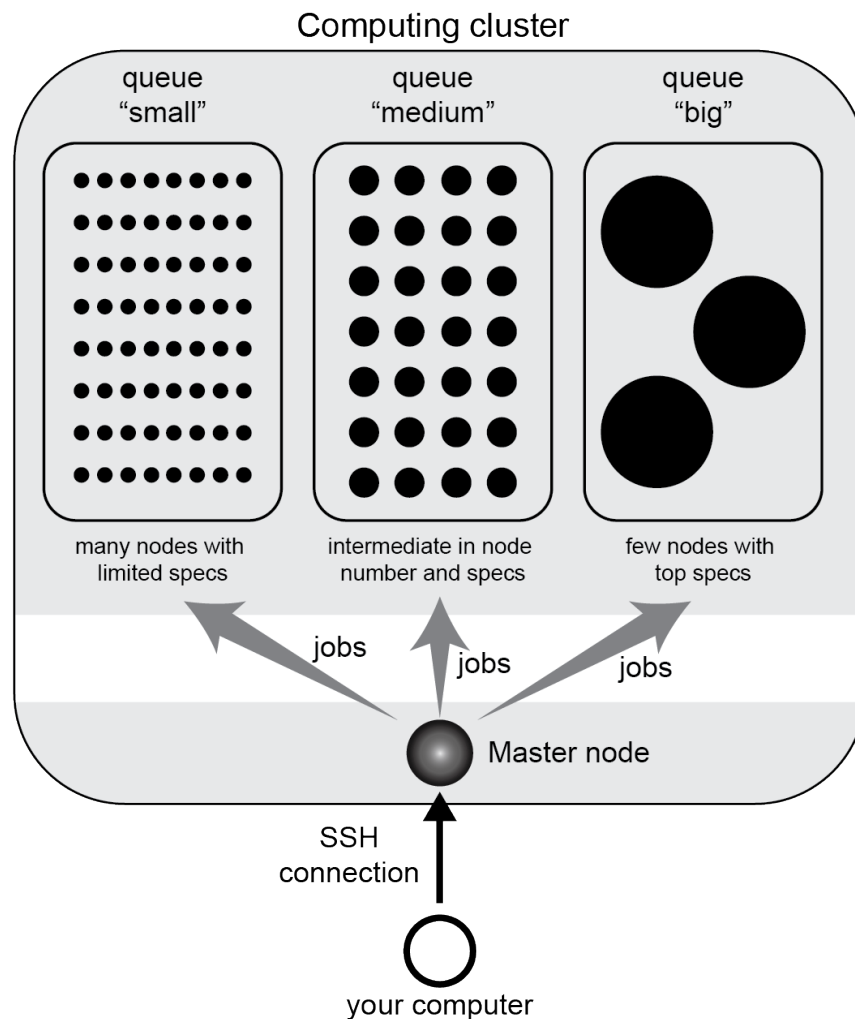 Computing cluster
queue
“small”
queue
“medium”
queue
“big”
many nodes with
limited specs
intermediate in node
number and specs
few nodes with
top specs
jobs
jobs
jobs
Master node
SSH
connection
your computer